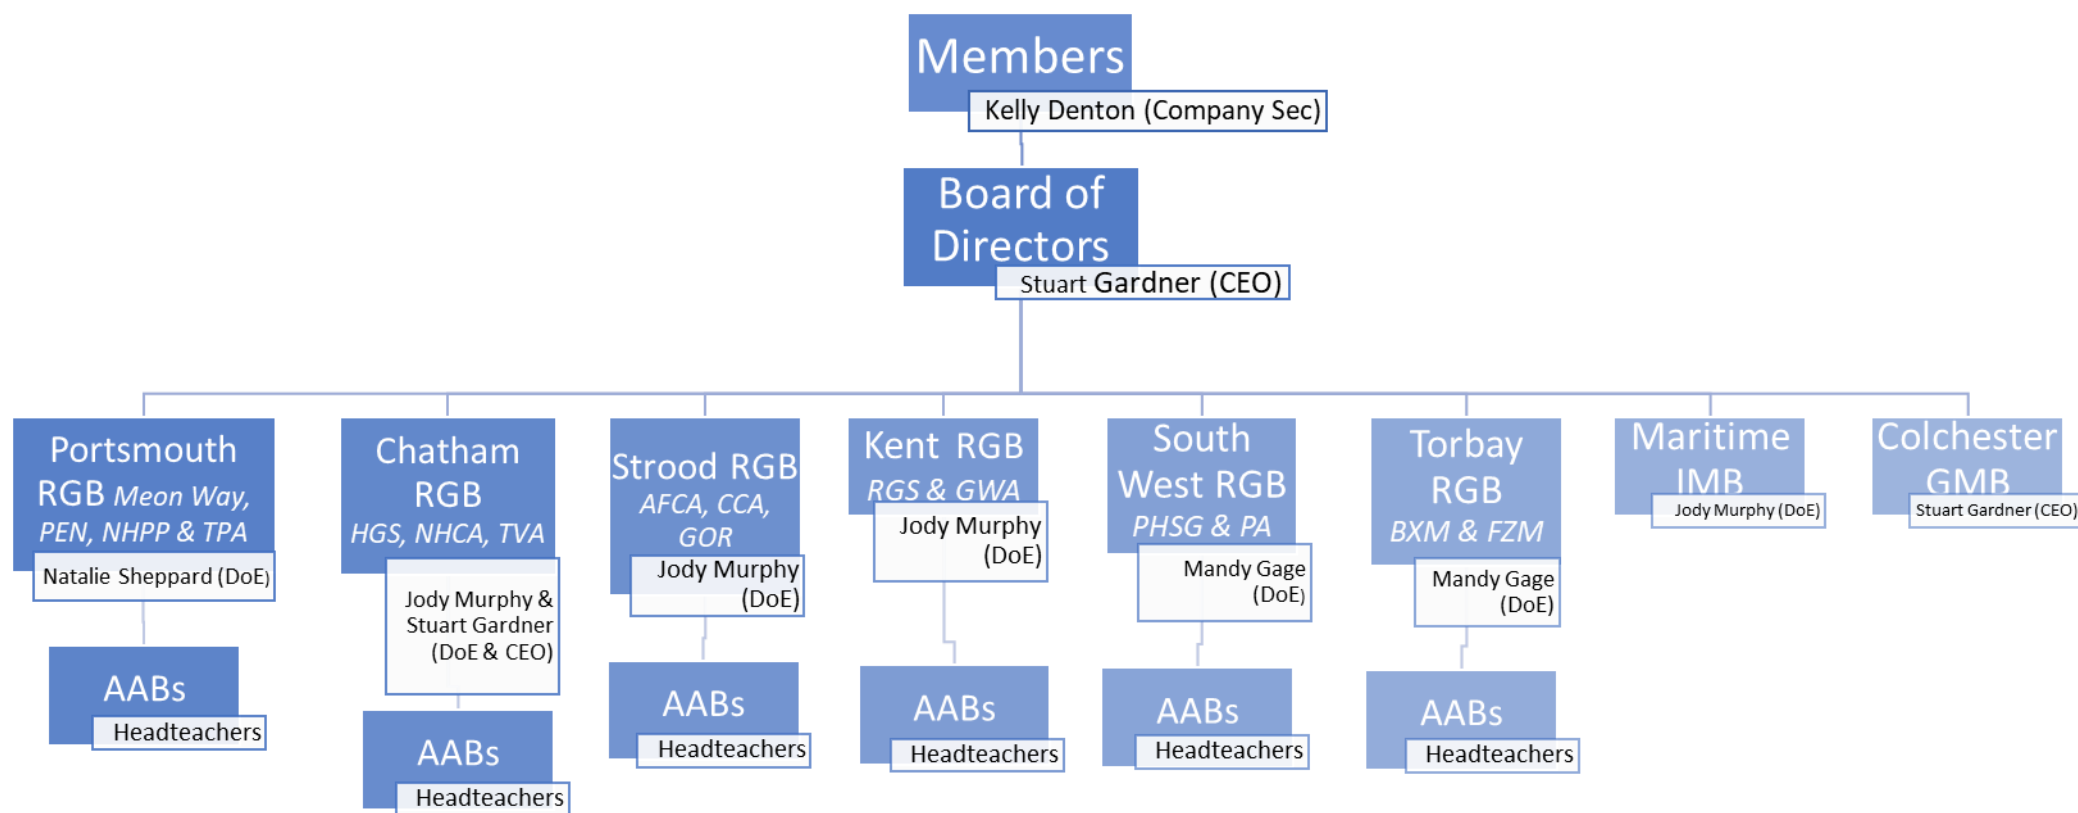 Members
Kelly Denton (Company Sec)
Board of
Directors
Stuart Gardner (CEO)
Portsmouth
RGB Meon Way,
PEN, NHPP & TPA
Natalie Sheppard (DoE)
AABs
Headteachers
Chatham
RGB
HGS, NHCA, TVA
Jody Murphy &
Stuart Gardner
(DoE & CEO)
AABs
Headteachers
Strood RGB
AFCA, CCA,
GOR
Jody Murphy
(DoE)
AABs
Headteachers
Kent RGB
RGS & GWA
Jody Murphy
(DoE)
AABs
Headteachers
South
West RGB
PHSG & PA
Mandy Gage
(DoE)
AABs
Headteachers
Torbay
RGB
BXM & FZM
Mandy Gage
(DoE)
AABs
Headteachers
Maritime
IMB
Jody Murphy (DoE)
Colchester
GMB
Stuart Gardner (CEO)